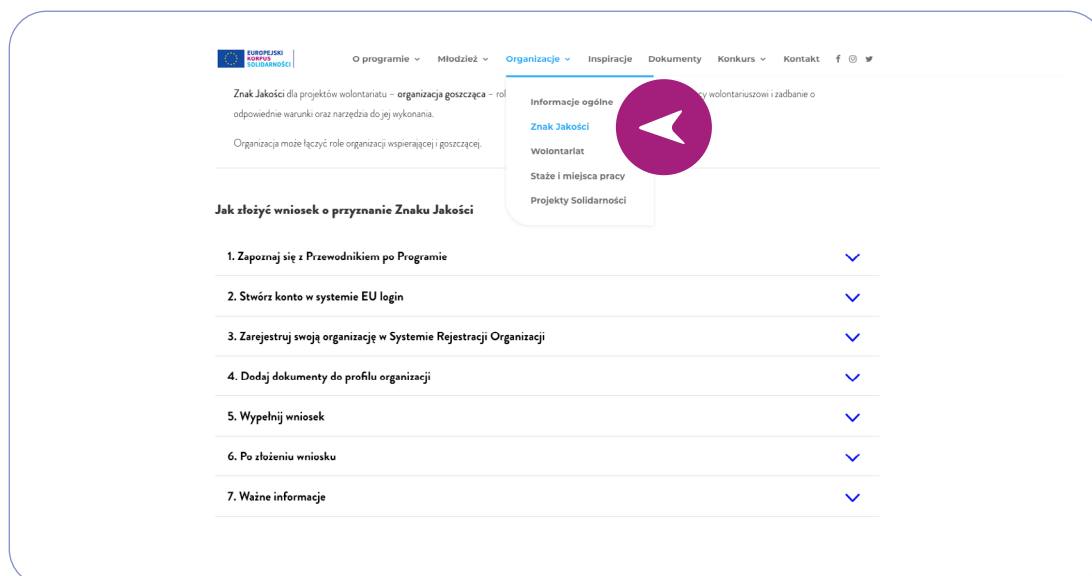 EUROPEJSKI
KORPUS
SOLIDARNOŚCI
O programie Młodzież Organizacje Inspiracje Dokumenty Konkurs Kontakt
Znak Jakości dla projektów wolontariatu – organizacja goszcząca – rol
cy wolontariuszowi i zadbanie o
odpowiednie warunki oraz narzędzia do jej wykonania.
Organizacja może łączyć role organizacji wspierającej i goszczącej.
Informacje ogólne
Znak Jakości
Wolontariat
Staże i miejsca pracy
Projekty Solidarności
Jak złożyć wniosek o przyznanie Znaku Jakości
1. Zapoznaj się z Przewodnikiem po Programie
2. Stwórz konto w systemie EU login
3. Zarejestruj swoją organizację w Systemie Rejestracji Organizacji
4. Dodaj dokumenty do profilu organizacji
5. Wypełnij wniosek
6. Po złożeniu wniosku
7. Ważne informacje